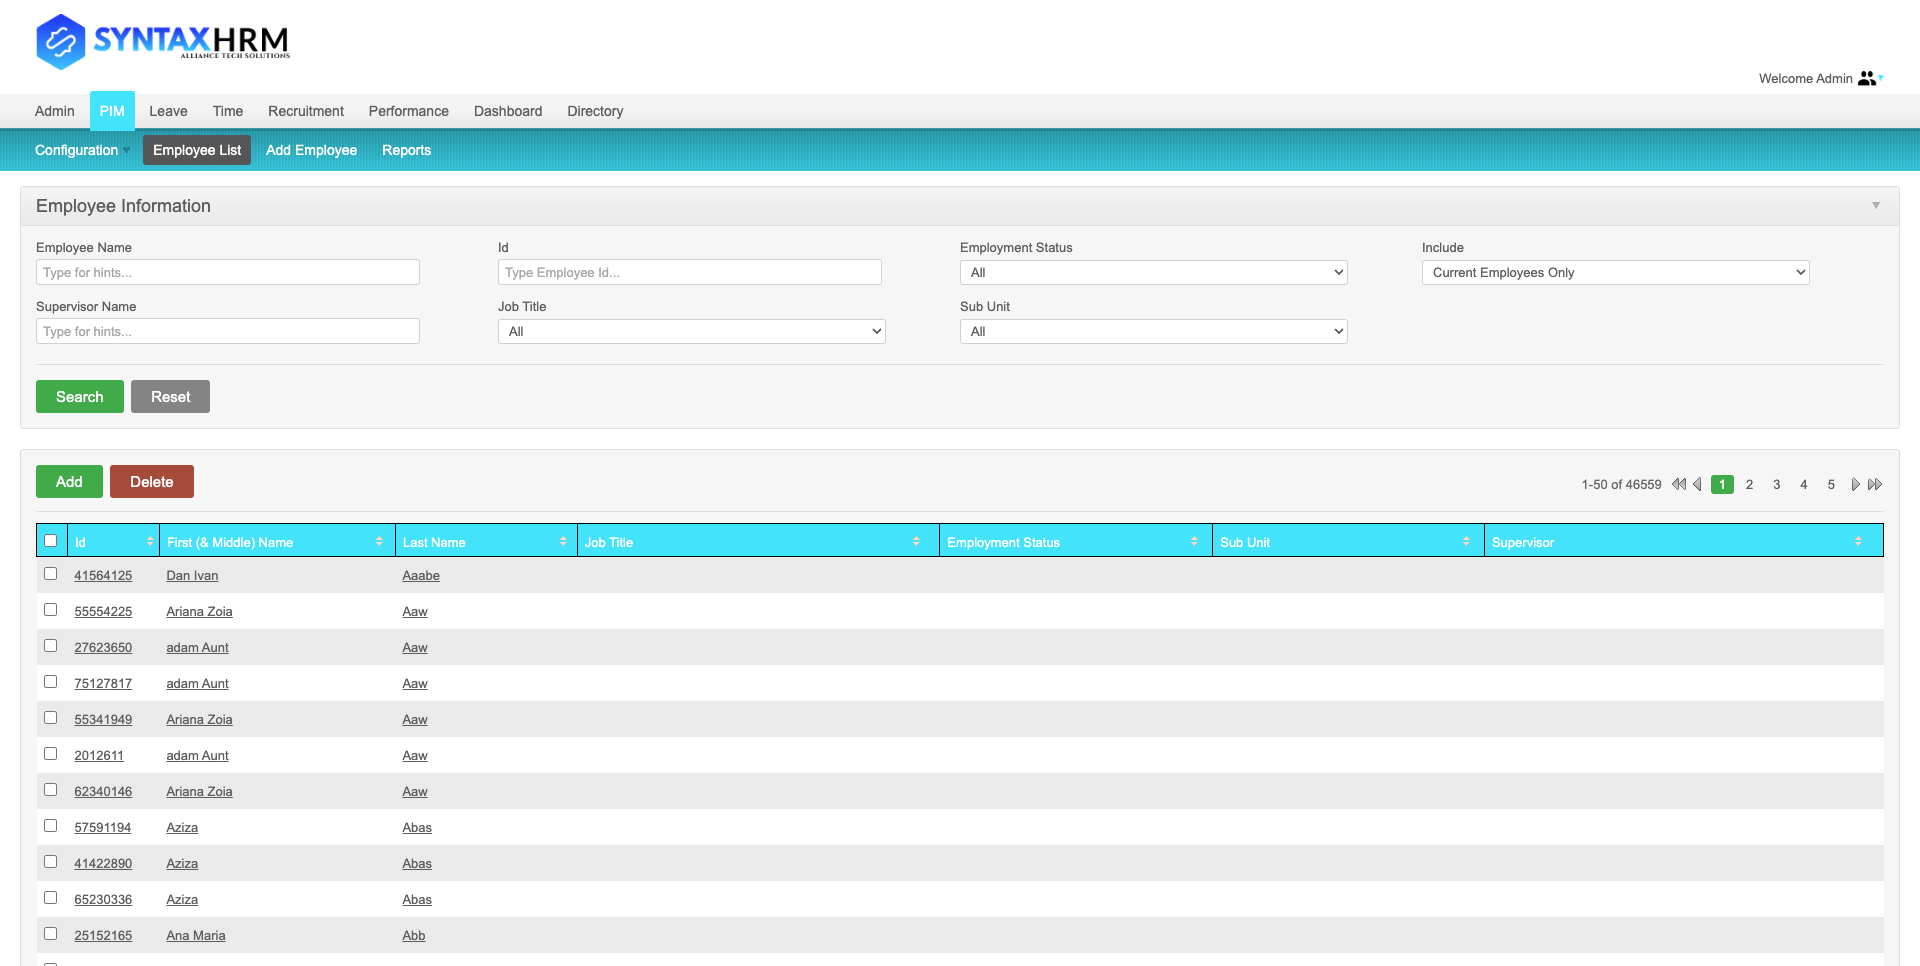 SYNTAXHRM
ALLIANCE TECH SOLUTIONS
Welcome Admin
Admin PIM Leave Time Recruitment Performance Dashboard Directory
Configuration Employee List Add Employee Reports
Employee Information
Employee Name Id Employment Status Include
Type for hints... Type Employee Id... All Current Employees Only
Supervisor Name Job Title Sub Unit
Type for hints... All All
Search Reset
Add Delete
1-50 of 46559 1 2 3 4 5
Id First (& Middle) Name Last Name Job Title Employment Status Sub Unit Supervisor
41564125 Dan Ivan Aaabe
55554225 Ariana Zoia Aaw
27623650 adam Aunt Aaw
75127817 adam Aunt Aaw
55341949 Ariana Zoia Aaw
2012611 adam Aunt Aaw
62340146 Ariana Zoia Aaw
57591194 Aziza Abas
41422890 Aziza Abas
65230336 Aziza Abas
25152165 Ana Maria Abb